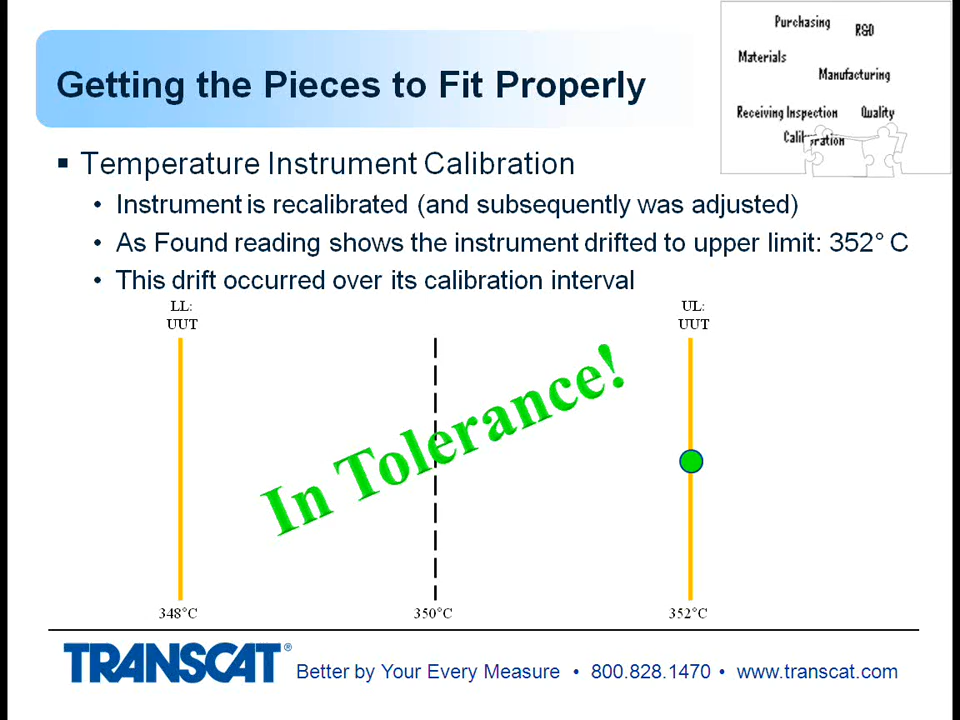 Purchasing
R&D
Materials
Manufacturing
Receiving Inspection
Quality
Calibration
Getting the Pieces to Fit Properly
Temperature Instrument Calibration
• Instrument is recalibrated (and subsequently was adjusted)
• As Found reading shows the instrument drifted to upper limit: 352° C
• This drift occurred over its calibration interval
LL:
UUT
UL:
UUT
In Tolerance!
348°C
350°C
352°C
TRANSCAT®
Better by Your Every Measure • 800.828.1470 • www.transcat.com